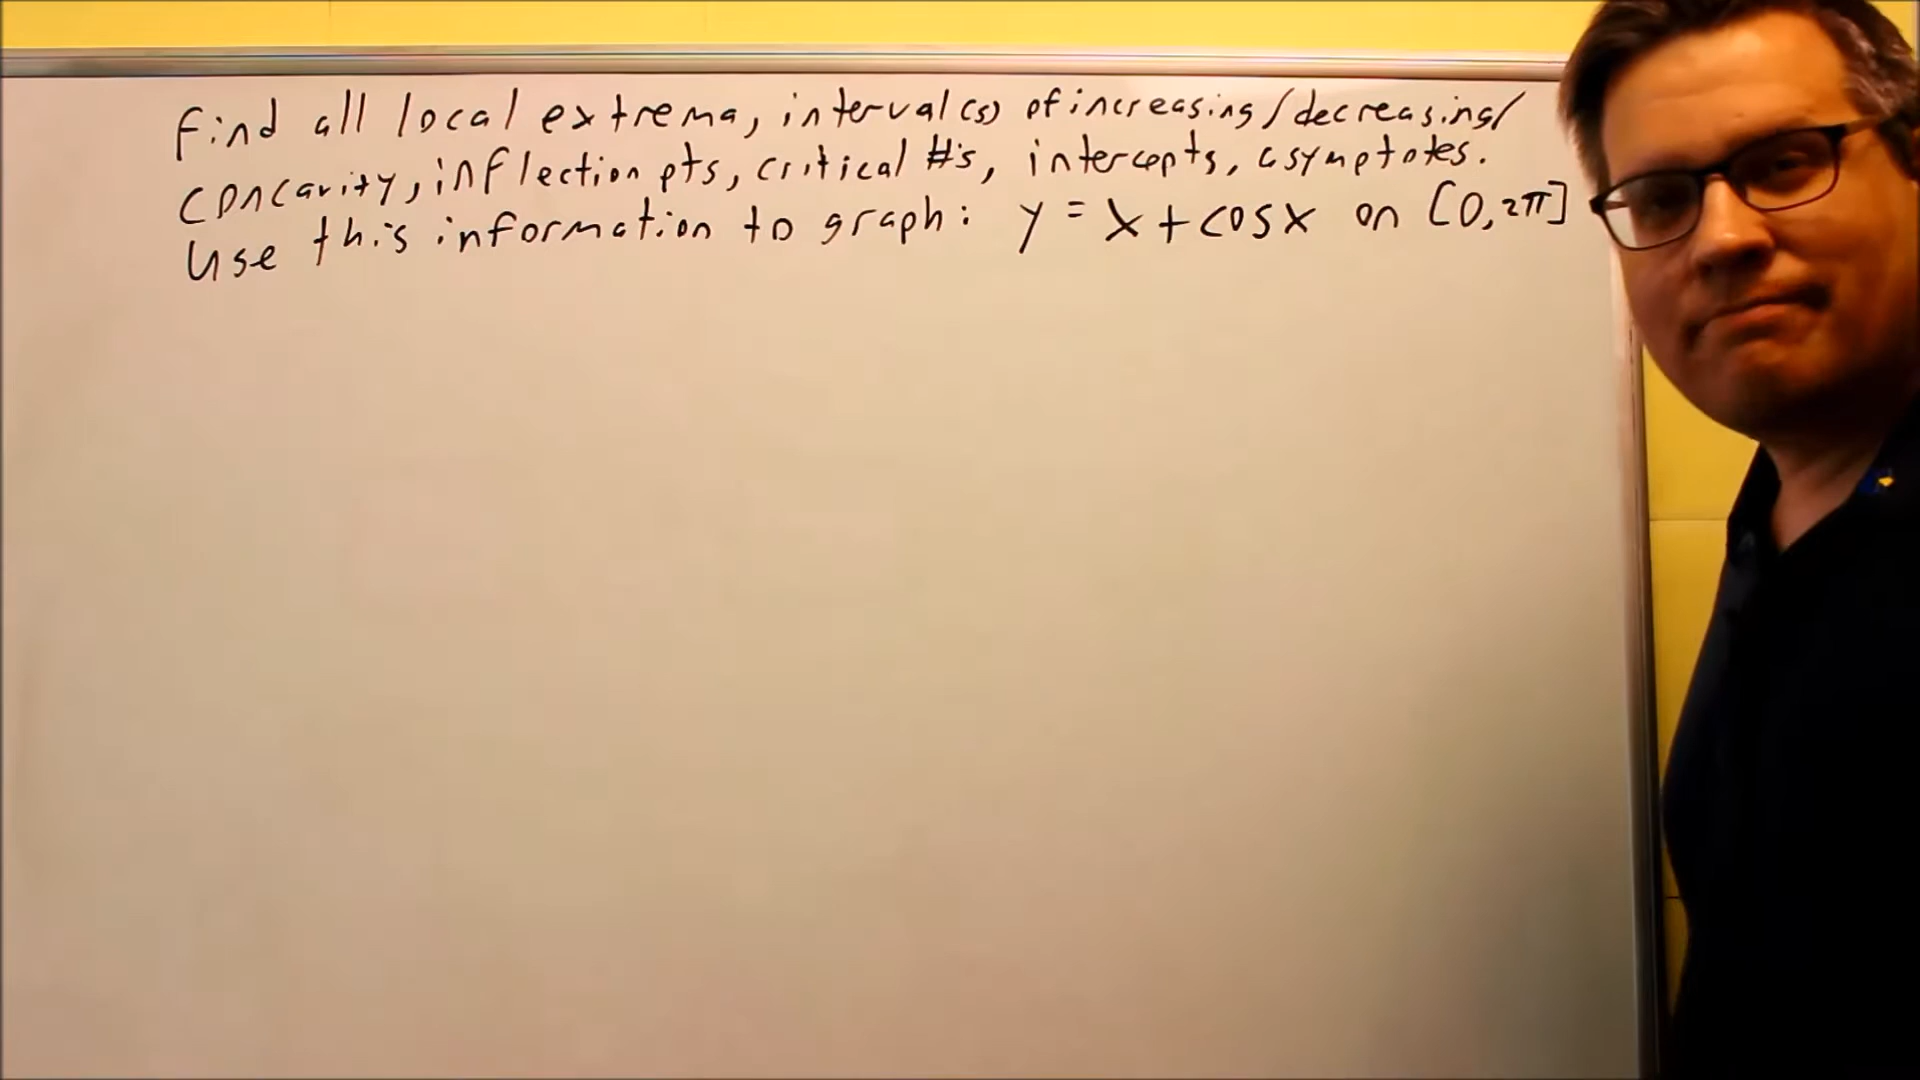 Find all local extrema, interval(s) of increasing/decreasing/
concavity, inflection pts, critical #'s, intercepts, asymptotes.
Use this information to graph: y = x + cosx on [0, 2π]